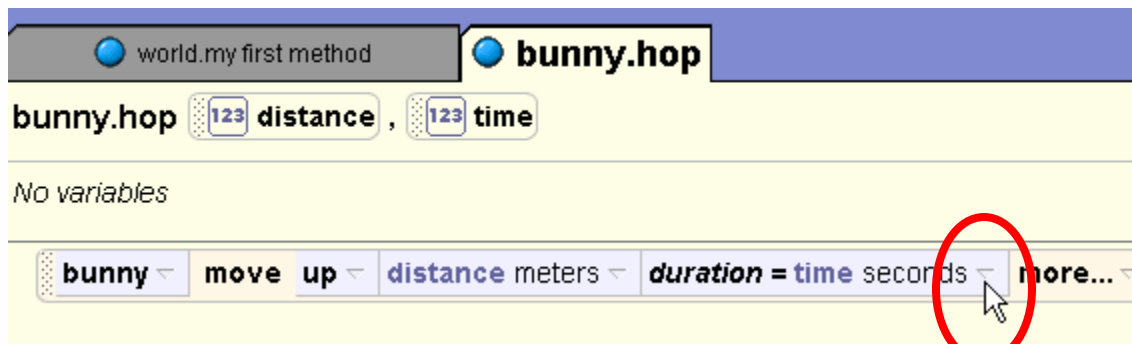 world.my first method bunny.hop
bunny.hop 123 distance , 123 time
No variables
bunny move up distance meters duration = time seconds more...